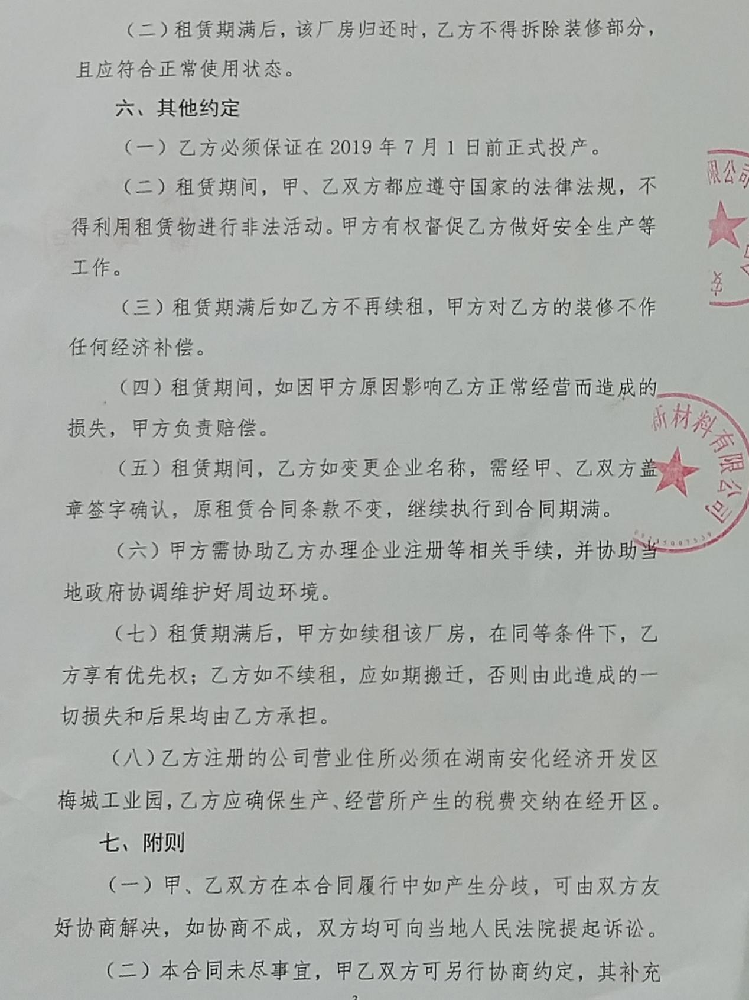 （二）租赁期满后，该厂房归还时，乙方不得拆除装修部分，
且应符合正常使用状态。
六、其他约定
（一）乙方必须保证在 2019 年 7 月 1 日前正式投产。
（二）租赁期间，甲、乙双方都应遵守国家的法律法规，不
得利用租赁物进行非法活动。甲方有权督促乙方做好安全生产等
工作。
（三）租赁期满后如乙方不再续租，甲方对乙方的装修不作
任何经济补偿。
（四）租赁期间，如因甲方原因影响乙方正常经营而造成的
损失，甲方负责赔偿。
（五）租赁期间，乙方如变更企业名称，需经甲、乙双方盖
章签字确认，原租赁合同条款不变，继续执行到合同期满。
（六）甲方需协助乙方办理企业注册等相关手续，并协助当
地政府协调维护好周边环境。
（七）租赁期满后，甲方如续租该厂房，在同等条件下，乙
方享有优先权；乙方如不续租，应如期搬迁，否则由此造成的一
切损失和后果均由乙方承担。
（八）乙方注册的公司营业住所必须在湖南安化经济开发区
梅城工业园，乙方应确保生产、经营所产生的税费交纳在经开区。
七、附则
（一）甲、乙双方在本合同履行中如产生分歧，可由双方友
好协商解决，如协商不成，双方均可向当地人民法院提起诉讼。
（二）本合同未尽事宜，甲乙双方可另行协商约定，其补充
限公司
安
新材料有限公司